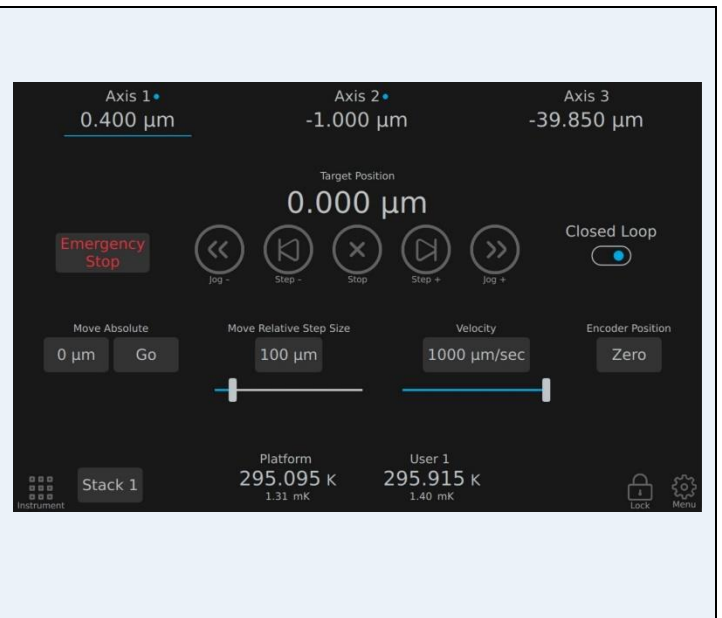 Axis 1 Axis 2 Axis 3
0.400 μm -1.000 μm -39.850 μm
Target Position
0.000 μm
Emergency
Stop
Jog – Step – Stop Step + Jog +
Closed Loop
Move Absolute Move Relative Step Size Velocity Encoder Position
0 μm Go 100 μm 1000 μm/sec Zero
Platform User 1
Stack 1 295.095 K 295.915 K
1.31 mK 1.40 mK
Instrument Lock Menu